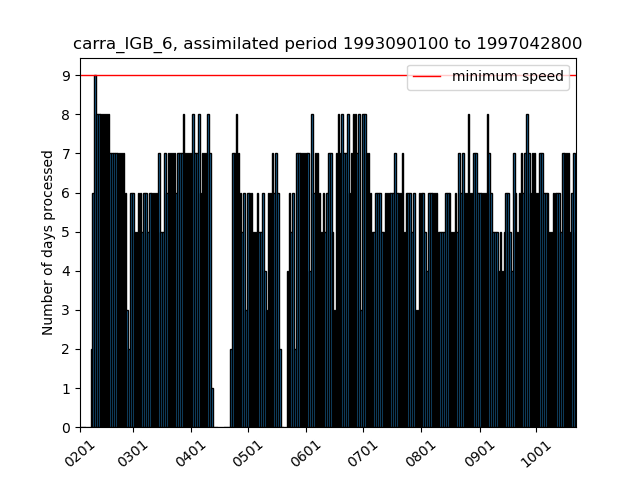 carra_IGB_6, assimilated period 1993090100 to 1997042800
minimum speed
Number of days processed
9
8
7
6
5
4
3
2
1
0
0201 0301 0401 0501 0601 0701 0801 0901 1001